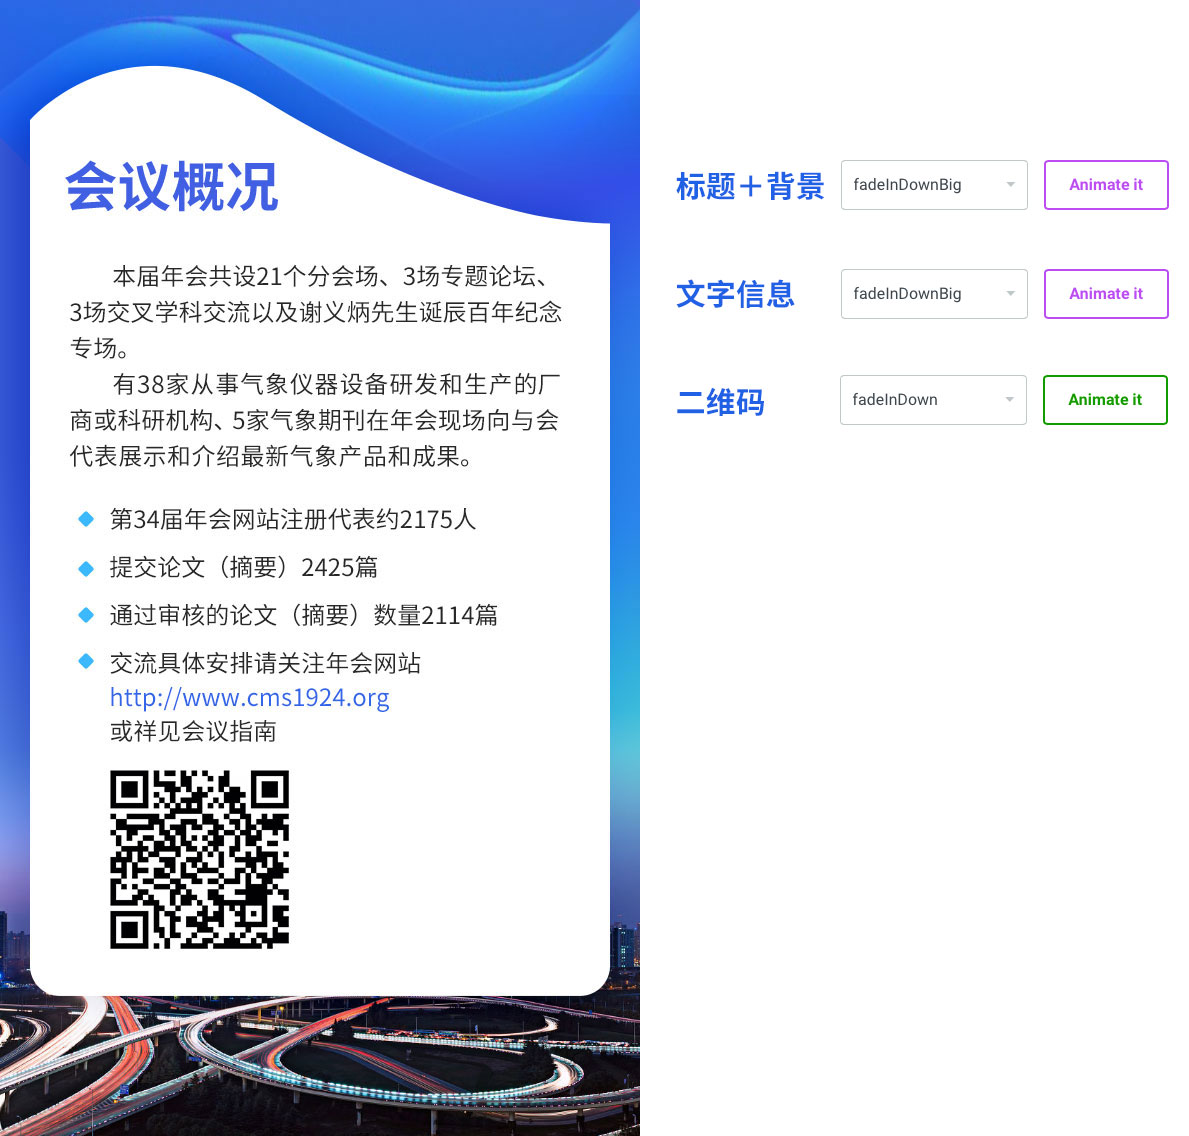 会议概况
本届年会共设21个分会场、3场专题论坛、
3场交叉学科交流以及谢义炳先生诞辰百年纪念
专场。
有38家从事气象仪器设备研发和生产的厂
商或科研机构、5家气象期刊在年会现场向与会
代表展示和介绍最新气象产品和成果。
第34届年会网站注册代表约2175人
提交论文（摘要）2425篇
通过审核的论文（摘要）数量2114篇
交流具体安排请关注年会网站
http://www.cms1924.org
或祥见会议指南
标题＋背景 fadeInDownBig Animate it
文字信息 fadeInDownBig Animate it
二维码 fadeInDown Animate it